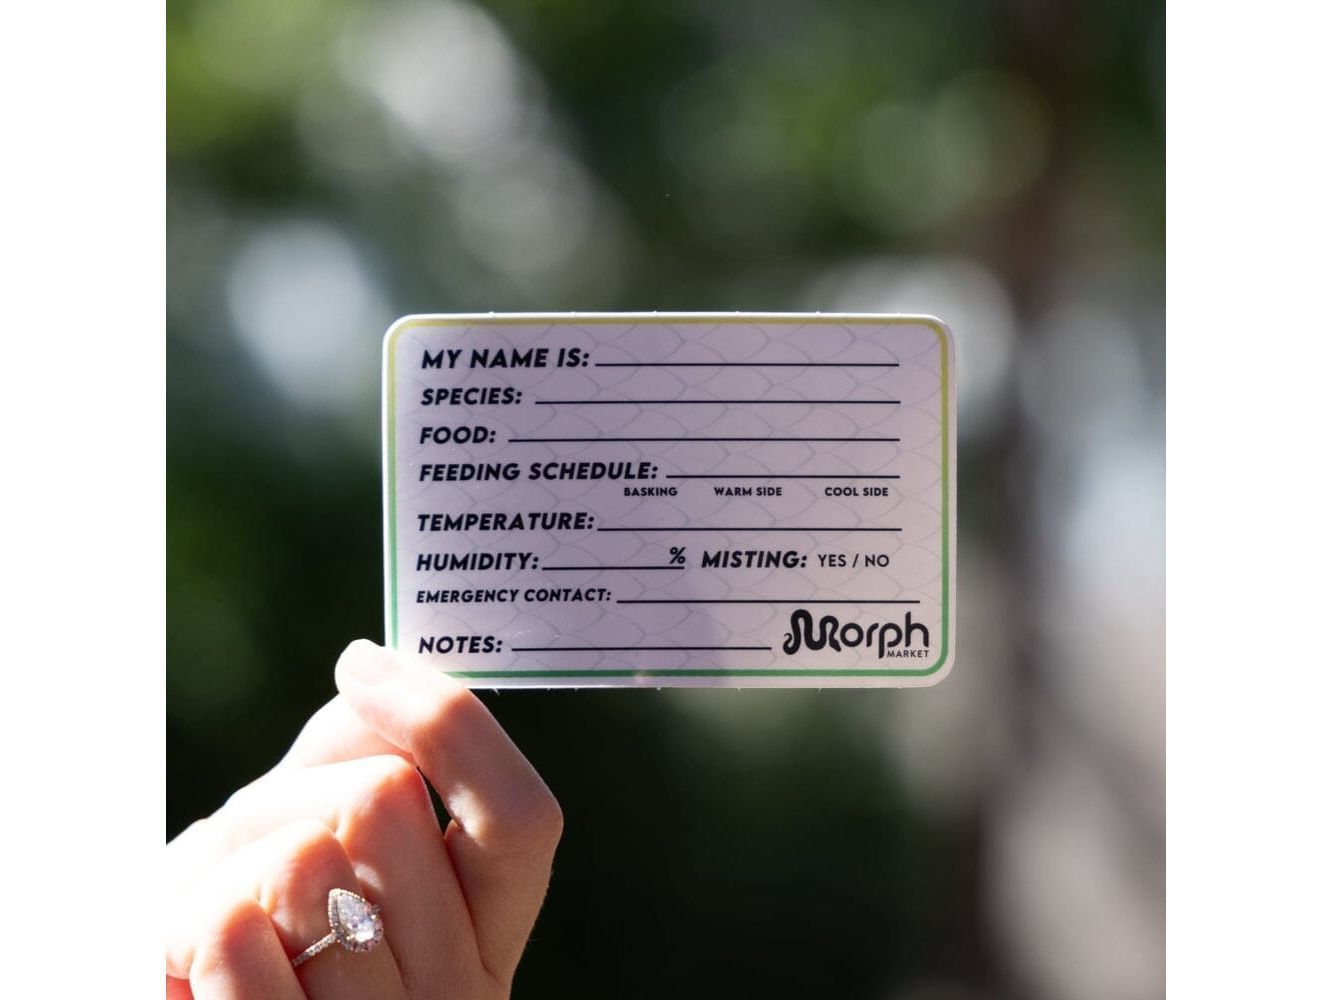 MY NAME IS:
SPECIES:
FOOD:
FEEDING SCHEDULE:
BASKING WARM SIDE COOL SIDE
TEMPERATURE:
HUMIDITY: % MISTING: YES / NO
EMERGENCY CONTACT:
NOTES:
Morph
MARKET